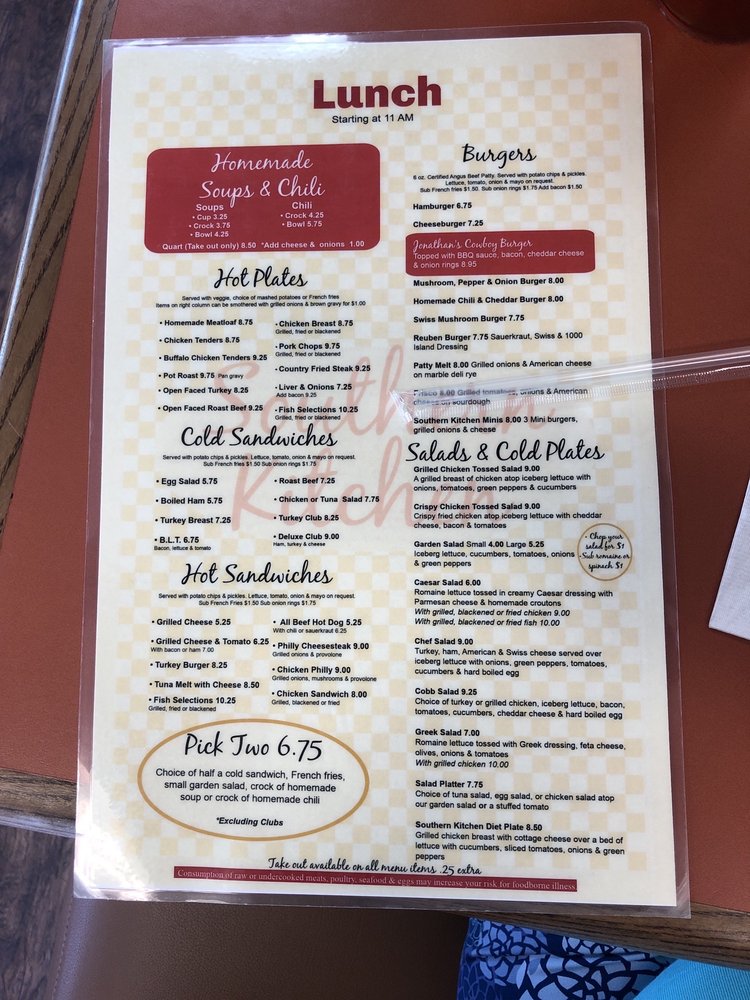 Lunch
Starting at 11 AM
Homemade
Soups & Chili
Soups
• Cup 3.25
• Crock 3.75
• Bowl 4.25
Chili
• Crock 4.25
• Bowl 5.75
Quart (Take out only) 8.50 *Add cheese & onions 1.00
Hot Plates
Served with veggie, choice of mashed potatoes or French fries
Items on right column can be smothered with grilled onions & brown gravy for $1.00
• Homemade Meatloaf 8.75
• Chicken Tenders 8.75
• Buffalo Chicken Tenders 9.25
• Pot Roast 9.75 Pan gravy
• Open Faced Turkey 8.25
• Open Faced Roast Beef 9.25
• Chicken Breast 8.75
Grilled, fried or blackened
• Pork Chops 9.75
Grilled, fried or blackened
• Country Fried Steak 9.25
• Liver & Onions 7.25
Add bacon 9.25
• Fish Selections 10.25
Grilled, fried or blackened
Southern
Kitchen
Cold Sandwiches
Served with potato chips & pickles. Lettuce, tomato, onion & mayo on request.
Sub French fries $1.50 Sub onion rings $1.75
• Egg Salad 5.75
• Boiled Ham 5.75
• Turkey Breast 7.25
• B.L.T. 6.75
Bacon, lettuce & tomato
• Roast Beef 7.25
• Chicken or Tuna Salad 7.75
• Turkey Club 8.25
• Deluxe Club 9.00
Ham, turkey & cheese
Hot Sandwiches
Served with potato chips & pickles. Lettuce, tomato, onion & mayo on request.
Sub French Fries $1.50 Sub onion rings $1.75
• Grilled Cheese 5.25
• Grilled Cheese & Tomato 6.25
With bacon or ham 7.00
• Turkey Burger 8.25
• Tuna Melt with Cheese 8.50
• Fish Selections 10.25
Grilled, fried or blackened
• All Beef Hot Dog 5.25
With chili or sauerkraut 6.25
• Philly Cheesesteak 9.00
Grilled onions & provolone
• Chicken Philly 9.00
Grilled onions, mushrooms & provolone
• Chicken Sandwich 8.00
Grilled, blackened or fried
Pick Two 6.75
Choice of half a cold sandwich, French fries,
small garden salad, crock of homemade
soup or crock of homemade chili
*Excluding Clubs
Burgers
6 oz. Certified Angus Beef Patty. Served with potato chips & pickles.
Lettuce, tomato, onion & mayo on request.
Sub French fries $1.50. Sub onion rings $1.75 Add bacon $1.50
Hamburger 6.75
Cheeseburger 7.25
Jonathan's Cowboy Burger
Topped with BBQ sauce, bacon, cheddar cheese
& onion rings 8.95
Mushroom, Pepper & Onion Burger 8.00
Homemade Chili & Cheddar Burger 8.00
Swiss Mushroom Burger 7.75
Reuben Burger 7.75 Sauerkraut, Swiss & 1000
Island Dressing
Patty Melt 8.00 Grilled onions & American cheese
on marble deli rye
Frisco 8.00 Grilled tomatoes, onions & American
cheese on sourdough
Southern Kitchen Minis 8.00 3 Mini burgers,
grilled onions & cheese
Salads & Cold Plates
Grilled Chicken Tossed Salad 9.00
A grilled breast of chicken atop iceberg lettuce with
onions, tomatoes, green peppers & cucumbers
Crispy Chicken Tossed Salad 9.00
Crispy fried chicken atop iceberg lettuce with cheddar
cheese, bacon & tomatoes
Garden Salad Small 4.00 Large 5.25
Iceberg lettuce, cucumbers, tomatoes, onions
& green peppers
• Chop your
salad for $1
• Sub romaine or
spinach $1
Caesar Salad 6.00
Romaine lettuce tossed in creamy Caesar dressing with
Parmesan cheese & homemade croutons
With grilled, blackened or fried chicken 9.00
With grilled, blackened or fried fish 10.00
Chef Salad 9.00
Turkey, ham, American & Swiss cheese served over
iceberg lettuce with onions, green peppers, tomatoes,
cucumbers & hard boiled egg
Cobb Salad 9.25
Choice of turkey or grilled chicken, iceberg lettuce, bacon,
tomatoes, cucumbers, cheddar cheese & hard boiled egg
Greek Salad 7.00
Romaine lettuce tossed with Greek dressing, feta cheese,
olives, onions & tomatoes
With grilled chicken 10.00
Salad Platter 7.75
Choice of tuna salad, egg salad, or chicken salad atop
our garden salad or a stuffed tomato
Southern Kitchen Diet Plate 8.50
Grilled chicken breast with cottage cheese over a bed of
lettuce with cucumbers, sliced tomatoes, onions & green
peppers
Take out available on all menu items .25 extra
Consumption of raw or undercooked meats, poultry, seafood & eggs may increase your risk for foodborne illness.